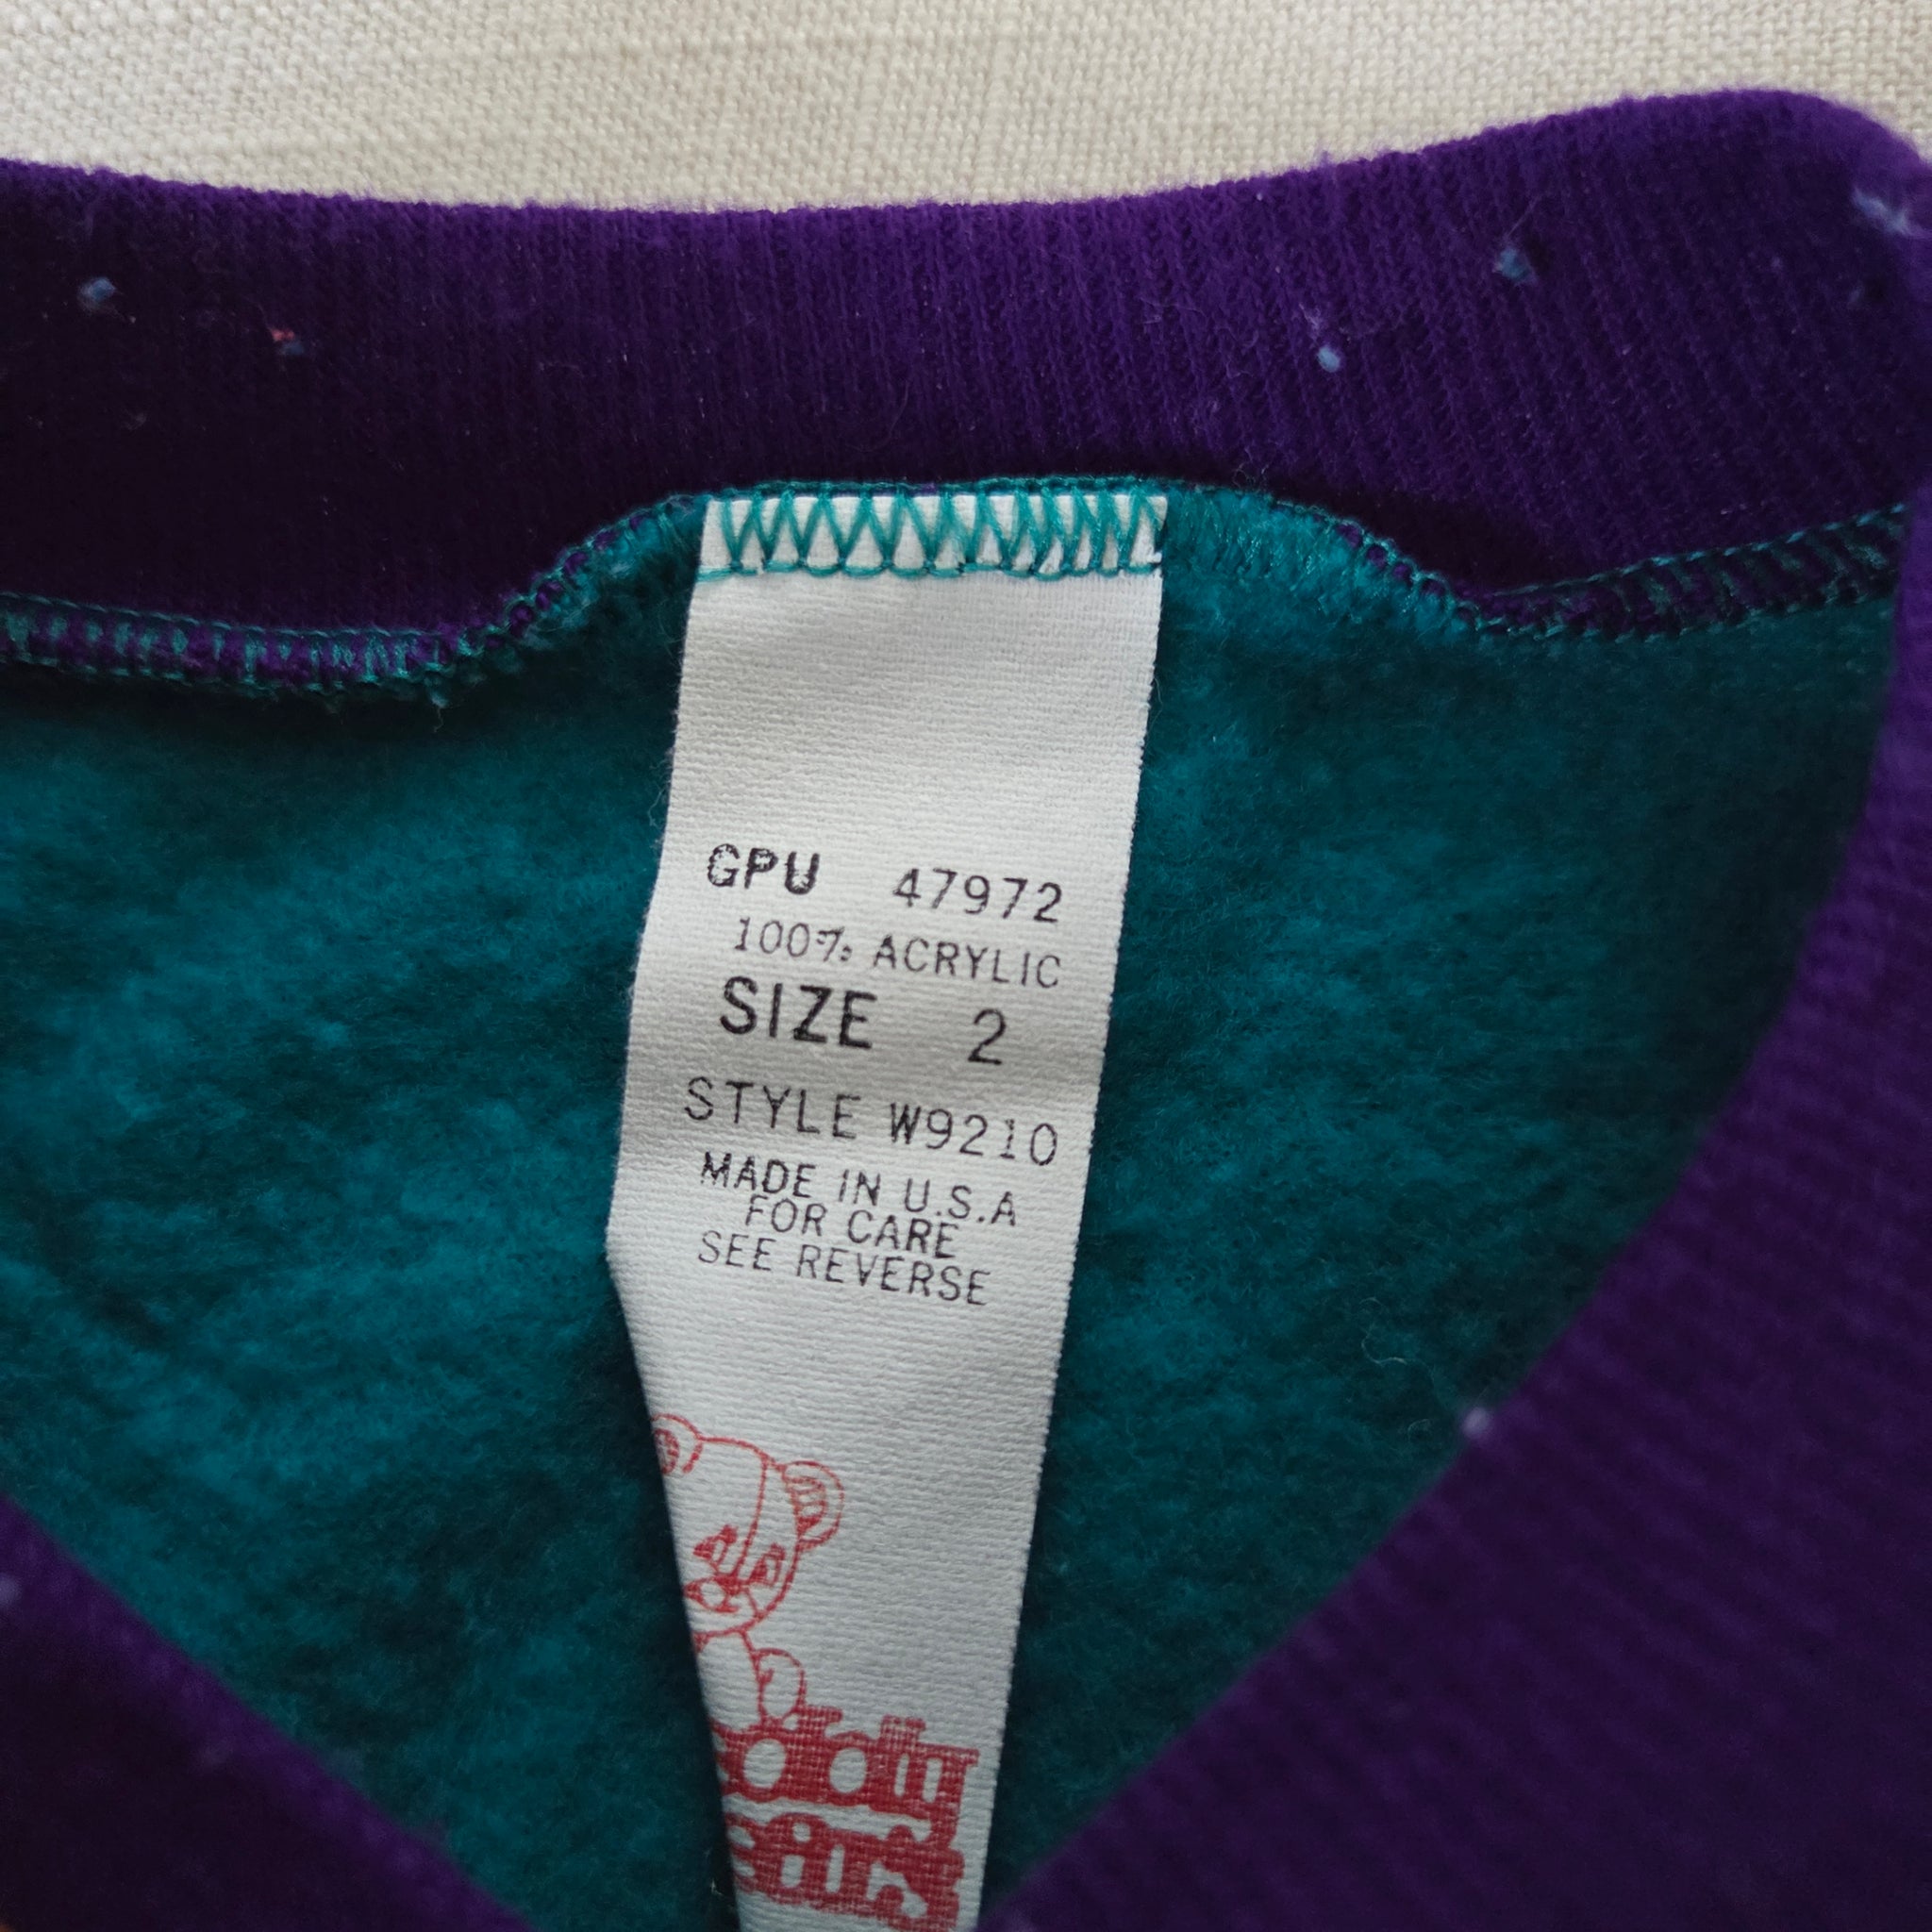 GPU 47972
100% ACRYLIC
SIZE 2
STYLE W9210
MADE IN U.S.A
FOR CARE
SEE REVERSE